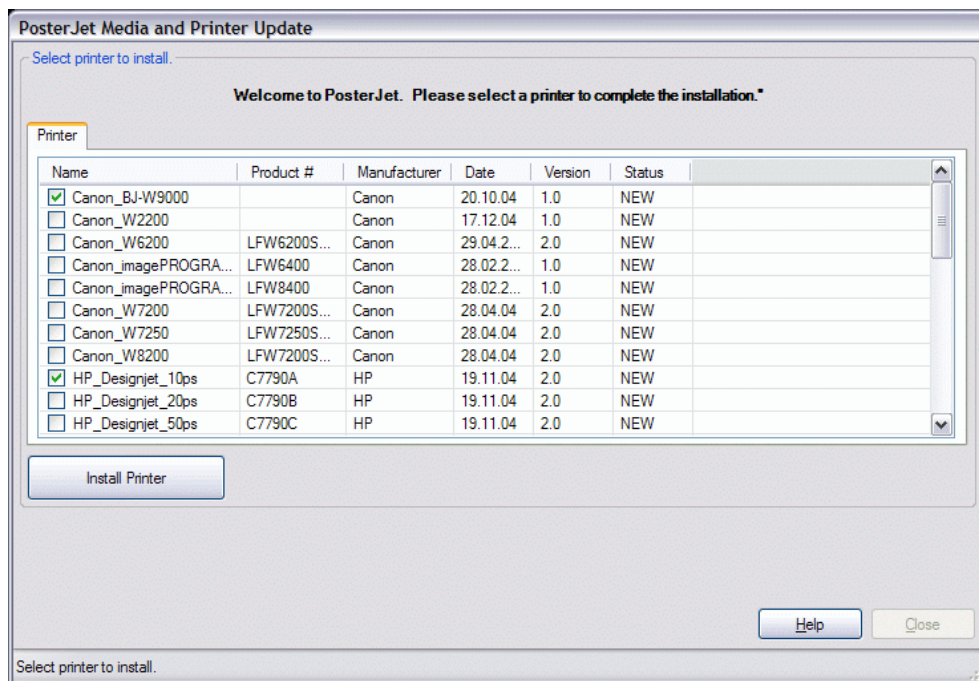 PosterJet Media and Printer Update
Select printer to install.
Welcome to PosterJet. Please select a printer to complete the installation."
Printer
Name Product # Manufacturer Date Version Status
Canon_BJ-W9000 Canon 20.10.04 1.0 NEW
Canon_W2200 Canon 17.12.04 1.0 NEW
Canon_W6200 LFW6200S... Canon 29.04.2... 2.0 NEW
Canon_imagePROGRA... LFW6400 Canon 28.02.2... 1.0 NEW
Canon_imagePROGRA... LFW8400 Canon 28.02.2... 1.0 NEW
Canon_W7200 LFW7200S... Canon 28.04.04 2.0 NEW
Canon_W7250 LFW7250S... Canon 28.04.04 2.0 NEW
Canon_W8200 LFW7200S... Canon 28.04.04 2.0 NEW
HP_Designjet_10ps C7790A HP 19.11.04 2.0 NEW
HP_Designjet_20ps C7790B HP 19.11.04 2.0 NEW
HP_Designjet_50ps C7790C HP 19.11.04 2.0 NEW
Install Printer
Help Close
Select printer to install.